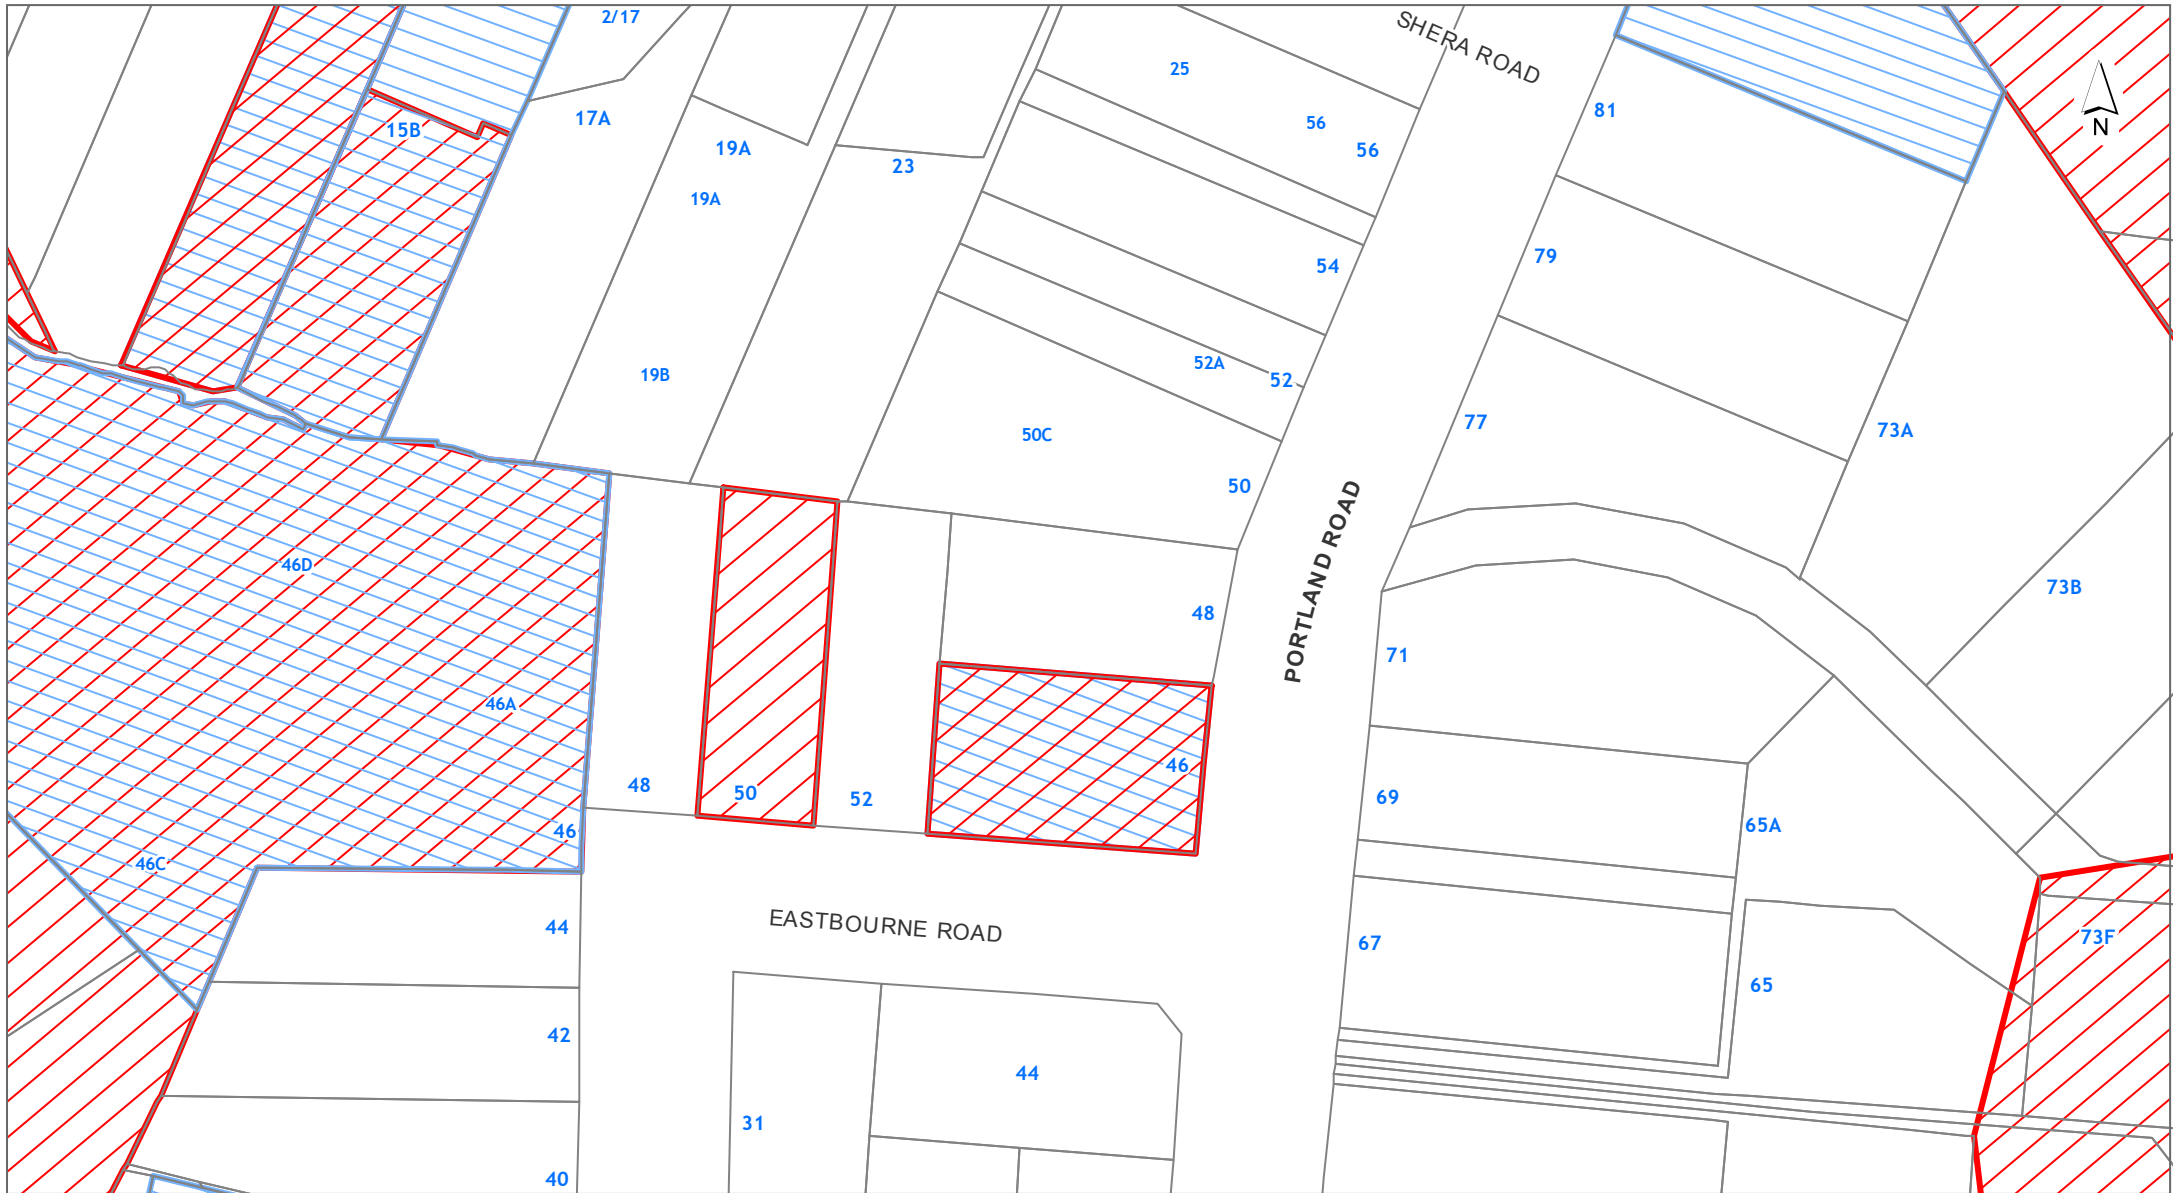 2/17
SHERA ROAD
25
81
17A
56
15B
N
19A
56
23
19A
79
54
52A
19B
52
77
73A
50C
50
PORTLAND ROAD
46D
73B
48
71
46A
46
48
50
52
69
65A
46
46C
EASTBOURNE ROAD
44
67
73F
65
42
44
31
40